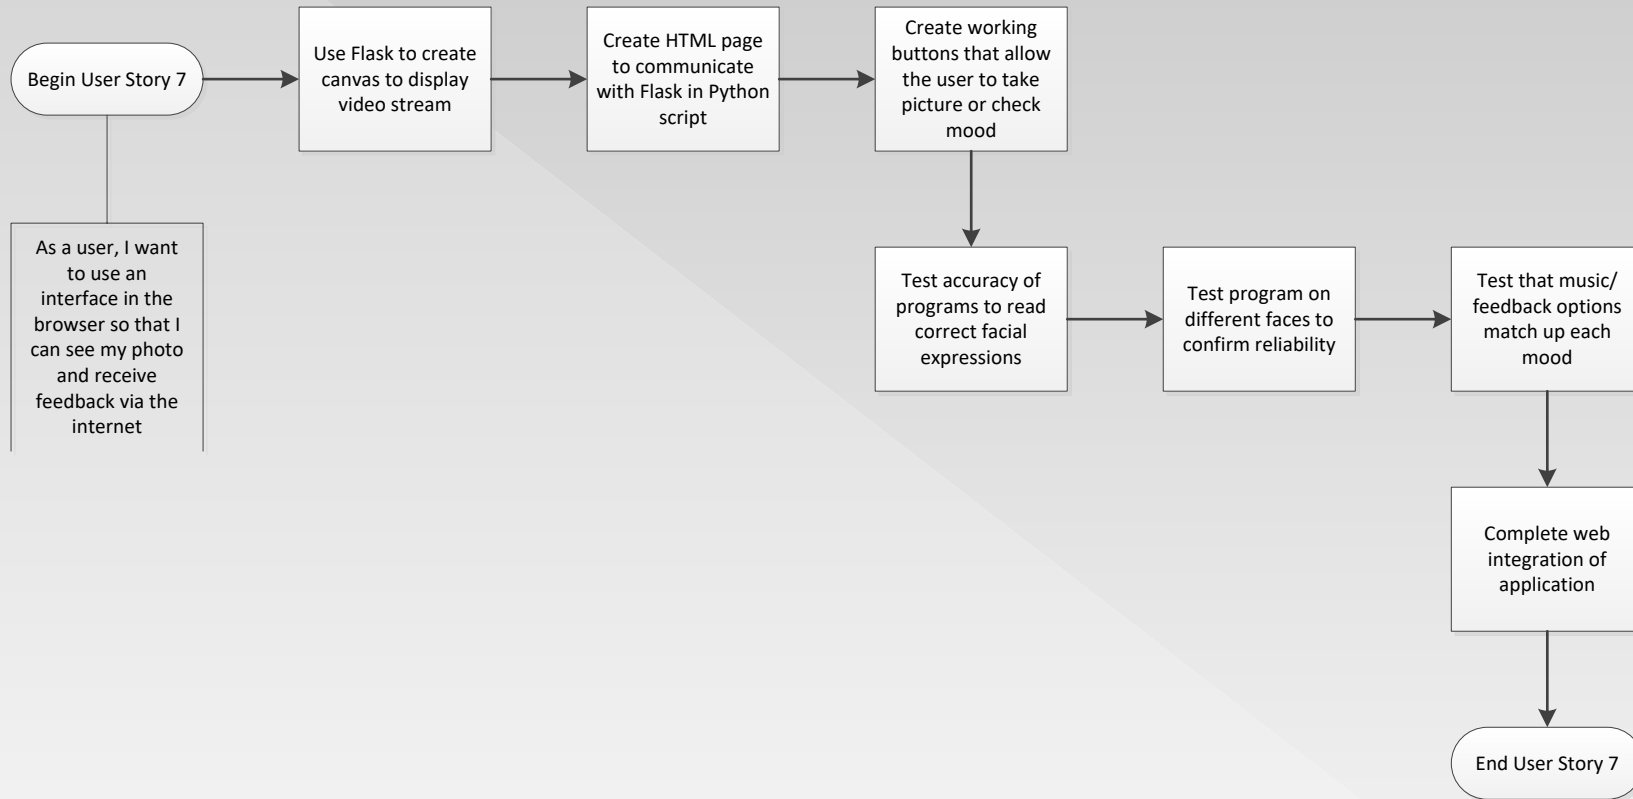 Begin User Story 7
Use Flask to create
canvas to display
video stream
Create HTML page
to communicate
with Flask in Python
script
Create working
buttons that allow
the user to take
picture or check
mood
As a user, I want
to use an
interface in the
browser so that I
can see my photo
and receive
feedback via the
internet
Test accuracy of
programs to read
correct facial
expressions
Test program on
different faces to
confirm reliability
Test that music/
feedback options
match up each
mood
Complete web
integration of
application
End User Story 7